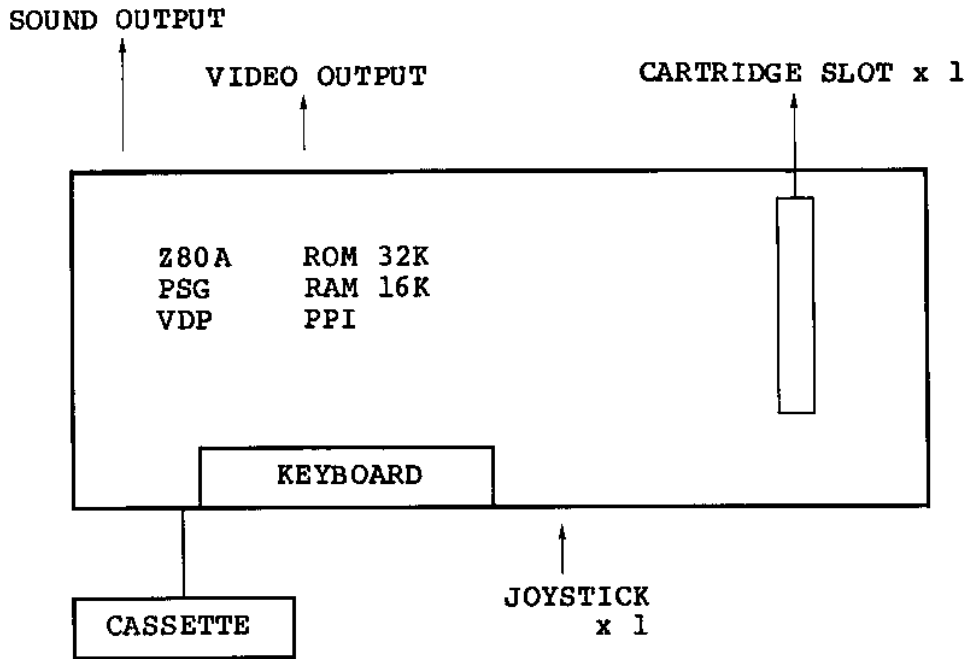 SOUND OUTPUT
VIDEO OUTPUT
CARTRIDGE SLOT x 1
Z80A ROM 32K
PSG RAM 16K
VDP PPI
KEYBOARD
CASSETTE
JOYSTICK
x 1